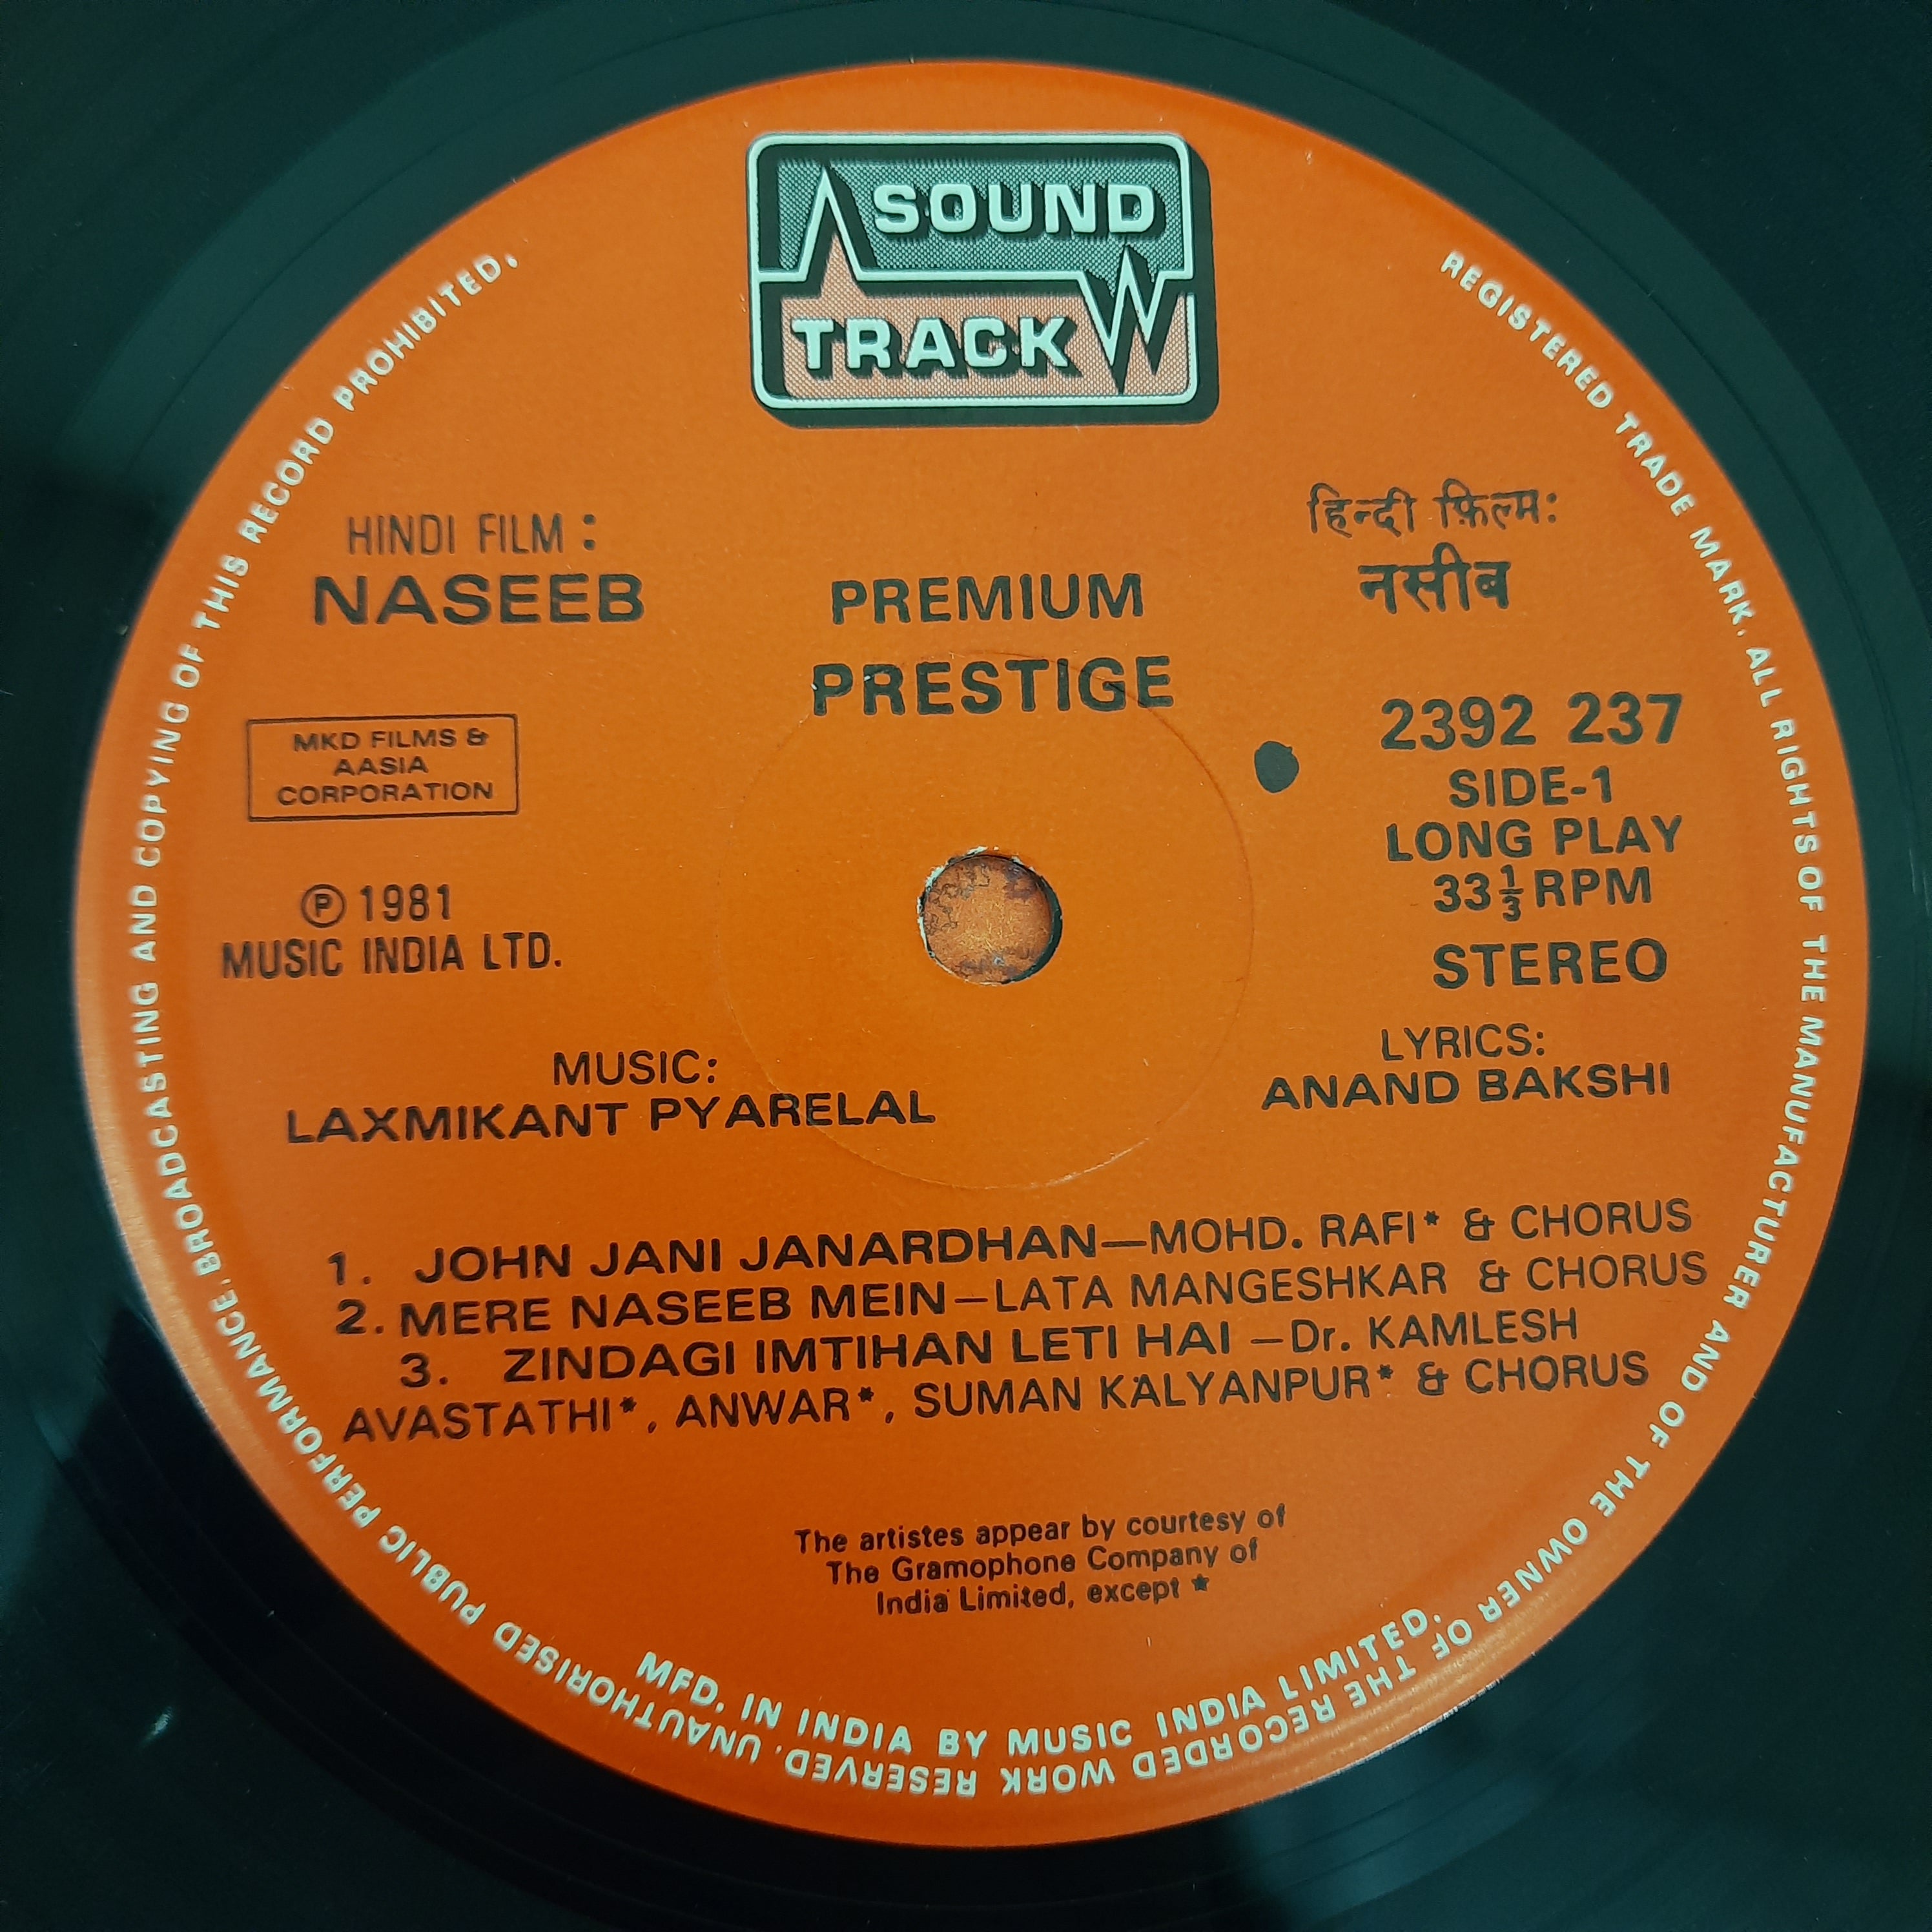 SOUND
TRACK
HINDI FILM :
NASEEB
हिन्दी फ़िल्म:
नसीब
PREMIUM
PRESTIGE
MKD FILMS &
AASIA
CORPORATION
2392 237
SIDE-1
LONG PLAY
33 1/3 RPM
STEREO
Ⓟ 1981
MUSIC INDIA LTD.
MUSIC:
LAXMIKANT PYARELAL
LYRICS:
ANAND BAKSHI
1. JOHN JANI JANARDHAN—MOHD. RAFI* & CHORUS
2. MERE NASEEB MEIN—LATA MANGESHKAR & CHORUS
3. ZINDAGI IMTIHAN LETI HAI —Dr. KAMLESH
AVASTATHI*, ANWAR*, SUMAN KALYANPUR* & CHORUS
The artistes appear by courtesy of
The Gramophone Company of
India Limited, except *
MFD. IN INDIA BY MUSIC INDIA LIMITED.
REGISTERED TRADE MARK. ALL RIGHTS OF THE MANUFACTURER AND OF THE OWNER OF THE RECORDED WORK RESERVED. UNAUTHORISED PUBLIC PERFORMANCE, BROADCASTING AND COPYING OF THIS RECORD PROHIBITED.